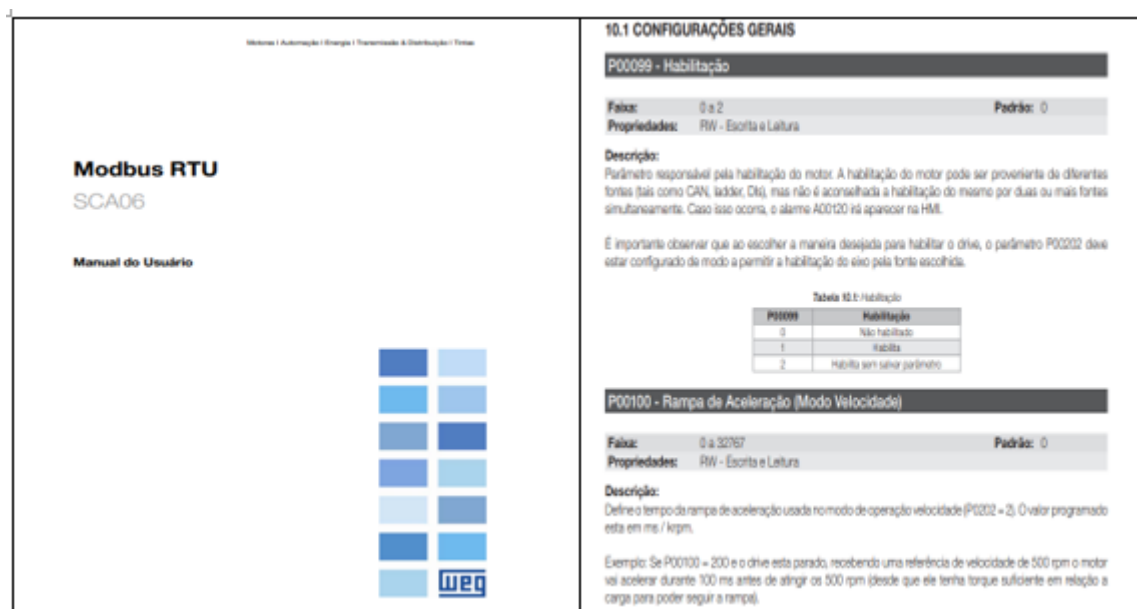 Motores | Automação | Energia | Transmissão & Distribuição | Tintas
Modbus RTU
SCA06
Manual do Usuário
weg
10.1 CONFIGURAÇÕES GERAIS
P00099 - Habilitação
Faixa: 0 a 2 Padrão: 0
Propriedades: RW - Escrita e Leitura
Descrição:
Parâmetro responsável pela habilitação do motor. A habilitação do motor pode ser proveniente de diferentes
fontes (tais como CAN, ladder, DIs), mas não é aconselhada a habilitação do mesmo por duas ou mais fontes
simultaneamente. Caso isso ocorra, o alarme A00120 irá aparecer na HMI.
É importante observar que ao escolher a maneira desejada para habilitar o drive, o parâmetro P00202 deve
estar configurado de modo a permitir a habilitação do eixo pela fonte escolhida.
Tabela 10.1: Habilitação
P00099 Habilitação
0 Não habilitado
1 Habilita
2 Habilita sem salvar parâmetro
P00100 - Rampa de Aceleração (Modo Velocidade)
Faixa: 0 a 32767 Padrão: 0
Propriedades: RW - Escrita e Leitura
Descrição:
Define o tempo da rampa de aceleração usada no modo de operação velocidade (P0202 = 2). O valor programado
esta em ms / krpm.
Exemplo: Se P00100 = 200 e o drive esta parado, recebendo uma referência de velocidade de 500 rpm o motor
vai acelerar durante 100 ms antes de atingir os 500 rpm (desde que ele tenha torque suficiente em relação a
carga para poder seguir a rampa).